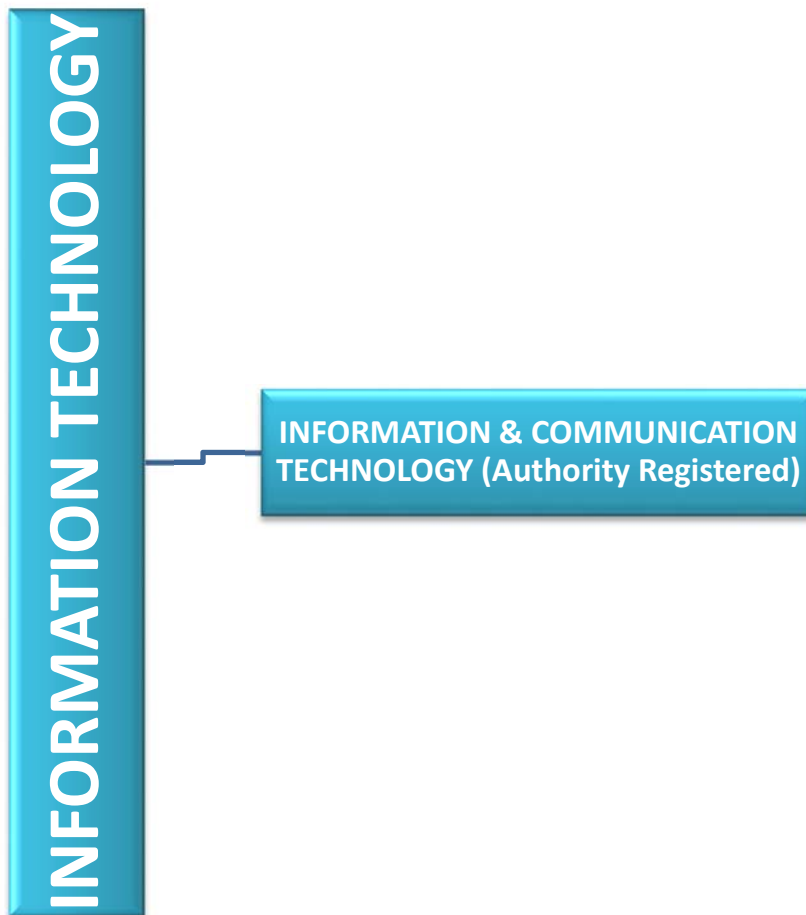 INFORMATION TECHNOLOGY
INFORMATION & COMMUNICATION
TECHNOLOGY (Authority Registered)